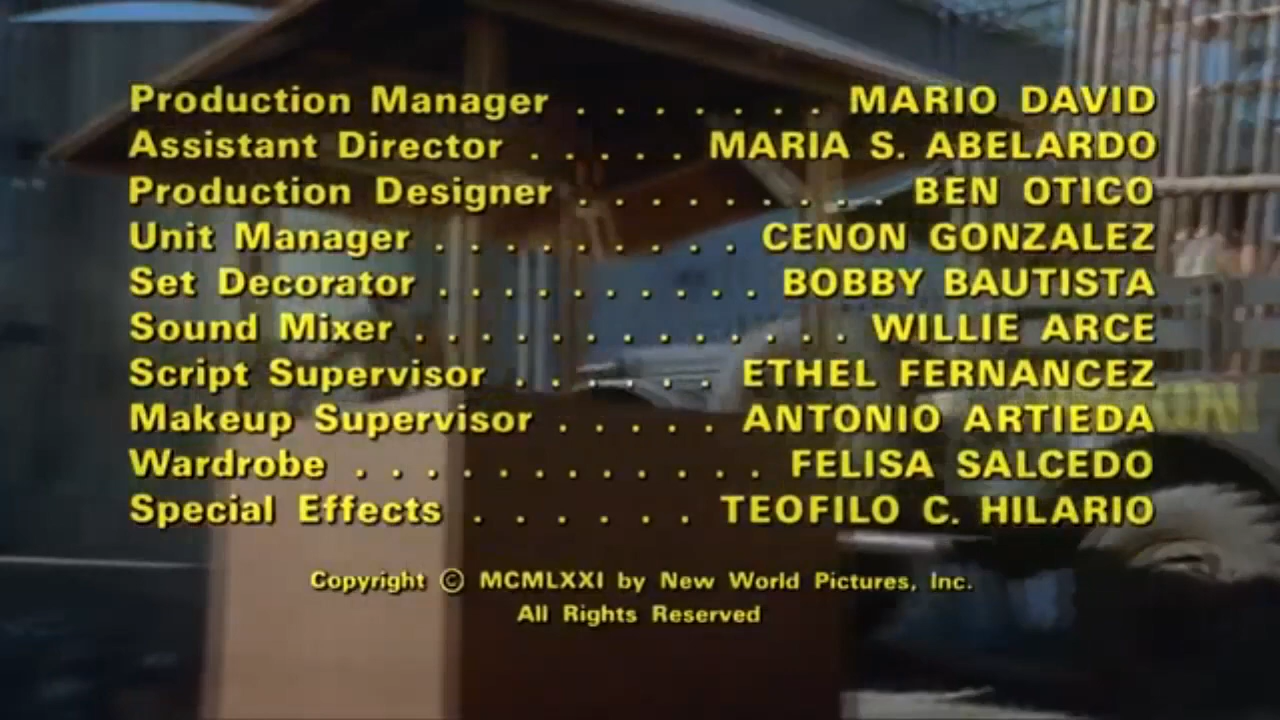 Production Manager . . . . . . . MARIO DAVID
Assistant Director . . . . . MARIA S. ABELARDO
Production Designer . . . . . . . . . BEN OTICO
Unit Manager . . . . . . . . . CENON GONZALEZ
Set Decorator . . . . . . . . . . BOBBY BAUTISTA
Sound Mixer . . . . . . . . . . . . . WILLIE ARCE
Script Supervisor . . . . . . ETHEL FERNANCEZ
Makeup Supervisor . . . . . ANTONIO ARTIEDA
Wardrobe . . . . . . . . . . . . FELISA SALCEDO
Special Effects . . . . . . TEOFILO C. HILARIO
Copyright © MCMLXXI by New World Pictures, Inc.
All Rights Reserved